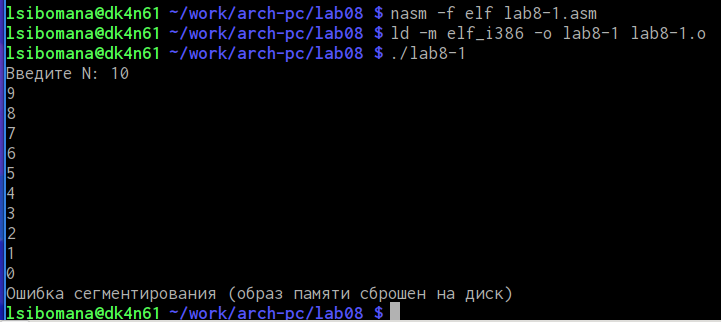 lsibomana@dk4n61 ~/work/arch-pc/lab08 $ nasm -f elf lab8-1.asm
lsibomana@dk4n61 ~/work/arch-pc/lab08 $ ld -m elf_i386 -o lab8-1 lab8-1.o
lsibomana@dk4n61 ~/work/arch-pc/lab08 $ ./lab8-1
Введите N: 10
9
8
7
6
5
4
3
2
1
0
Ошибка сегментирования (образ памяти сброшен на диск)
lsibomana@dk4n61 ~/work/arch-pc/lab08 $